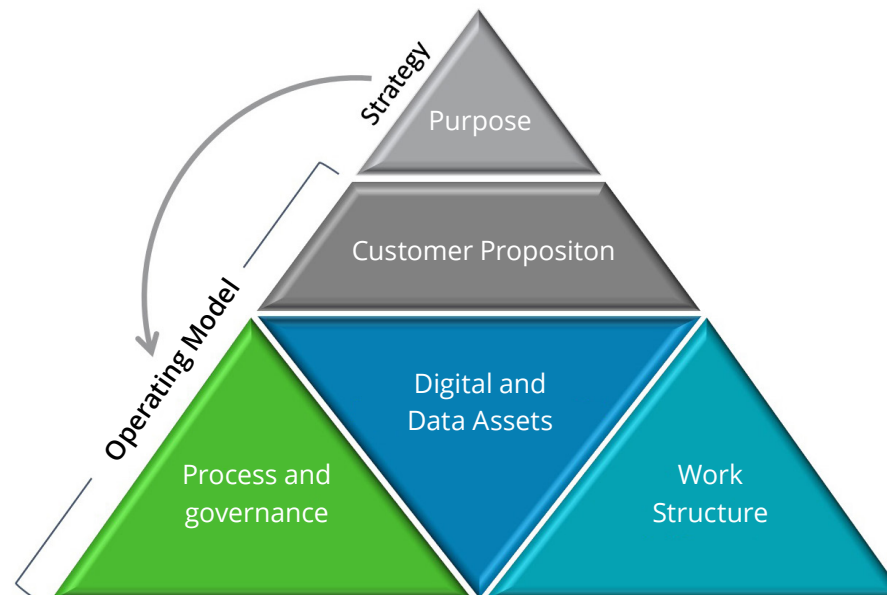 Strategy
Purpose
Customer Propositon
Operating Model
Digital and
Data Assets
Process and
governance
Work
Structure